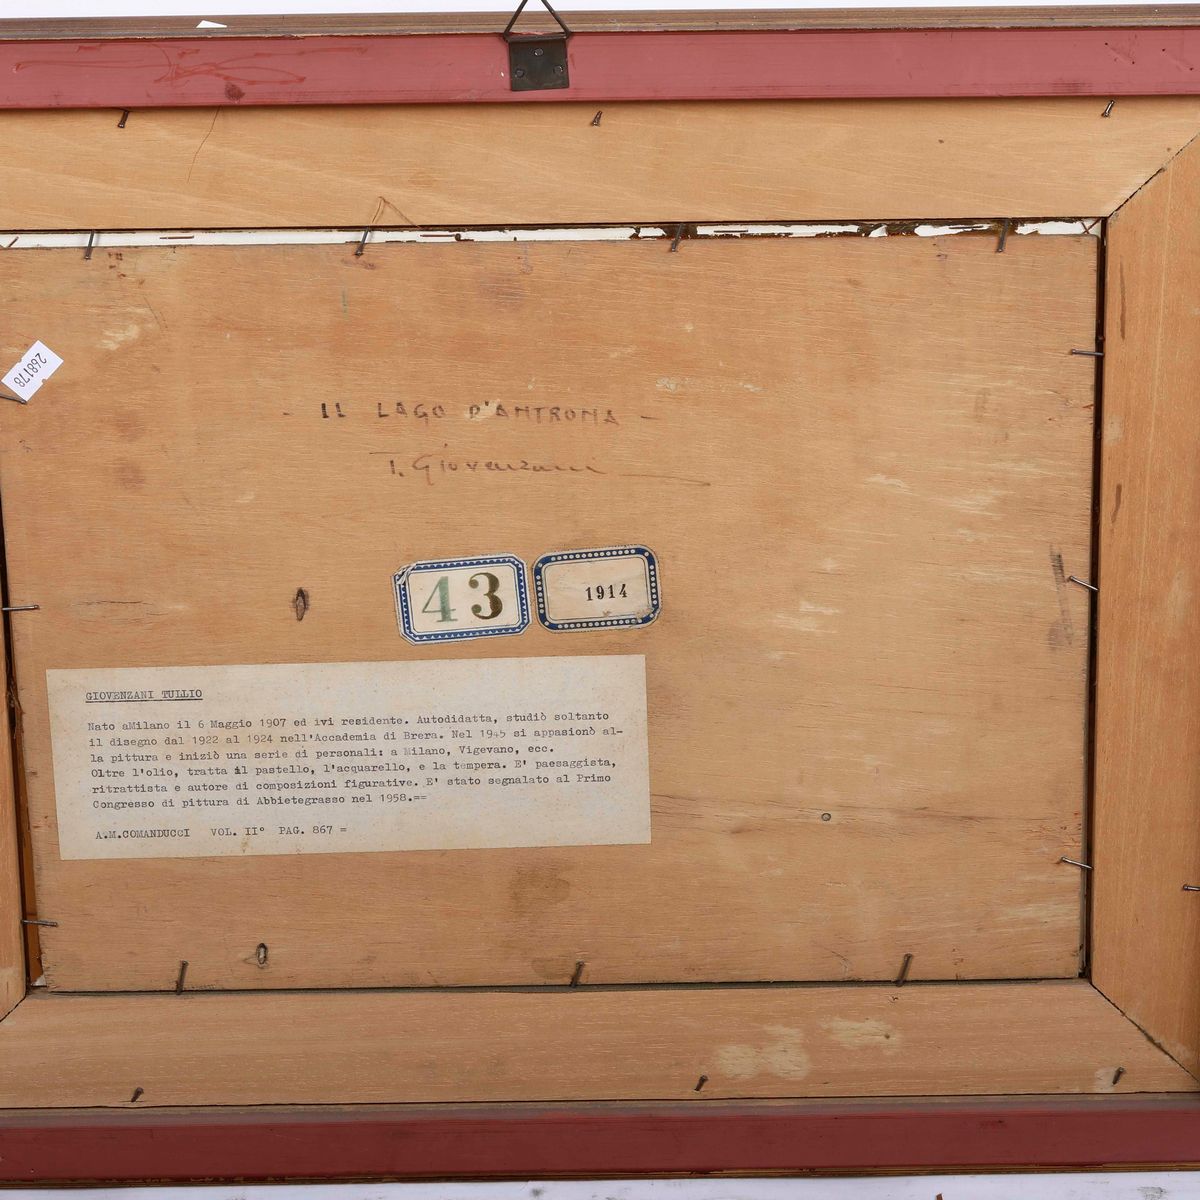 268178
- IL LAGO D'ANTRONA -
T. Giovenzani
43
1914
GIOVENZANI TULLIO
Nato aMilano il 6 Maggio 1907 ed ivi residente. Autodidatta, studiò soltanto
il disegno dal 1922 al 1924 nell'Accademia di Brera. Nel 1945 si appasionò al-
la pittura e iniziò una serie di personali: a Milano, Vigevano, ecc.
Oltre l'olio, tratta il pastello, l'acquarello, e la tempera. E' paesaggista,
ritrattista e autore di composizioni figurative. E' stato segnalato al Primo
Congresso di pittura di Abbietegrasso nel 1958.==
A.M.COMANDUCCI VOL. II° PAG. 867 =